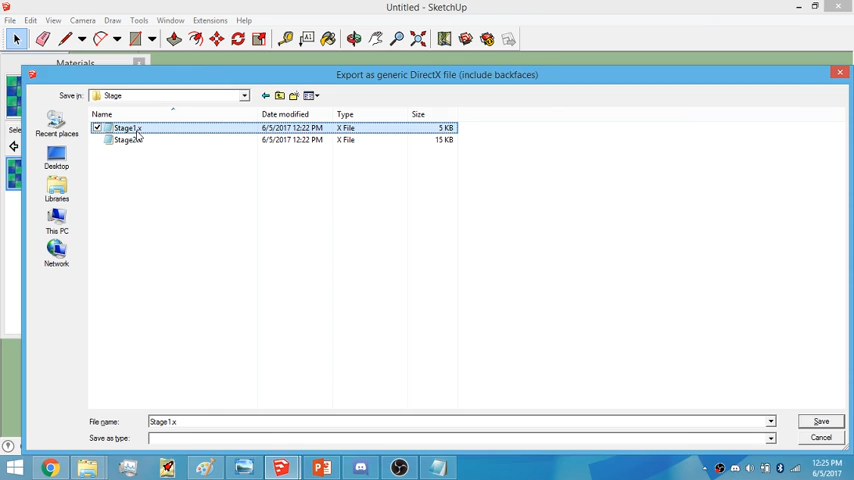 Untitled - SketchUp
File Edit View Camera Draw Tools Window Extensions Help
Materials
Export as generic DirectX file (include backfaces)
Save in: Stage
Name Date modified Type Size
Stage1.x 6/5/2017 12:22 PM X File 5 KB
6/5/2017 12:22 PM X File 15 KB
Recent places
Desktop
Libraries
This PC
Network
Selec
File name: Stage1.x Save
Save as type: Cancel
12:25 PM
6/5/2017